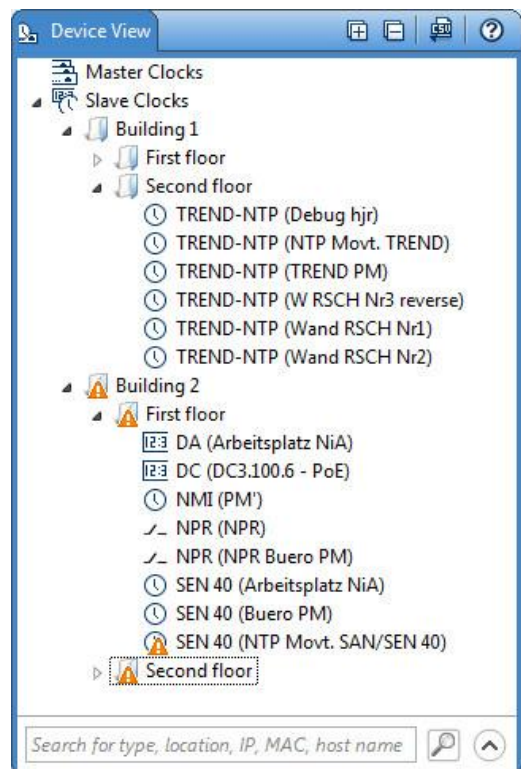 Device View
Master Clocks
Slave Clocks
Building 1
First floor
Second floor
TREND-NTP (Debug hjr)
TREND-NTP (NTP Movt. TREND)
TREND-NTP (TREND PM)
TREND-NTP (W RSCH Nr3 reverse)
TREND-NTP (Wand RSCH Nr1)
TREND-NTP (Wand RSCH Nr2)
Building 2
First floor
DA (Arbeitsplatz NiA)
DC (DC3.100.6 - PoE)
NMI (PM')
NPR (NPR)
NPR (NPR Buero PM)
SEN 40 (Arbeitsplatz NiA)
SEN 40 (Buero PM)
SEN 40 (NTP Movt. SAN/SEN 40)
Second floor
Search for type, location, IP, MAC, host name